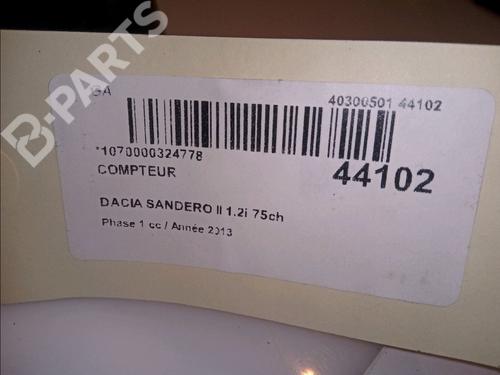 B-PARTS
GA
40300501 44102
*1070000324778
COMPTEUR
44102
DACIA SANDERO II 1.2i 75ch
Phase 1 cc / Année 2013